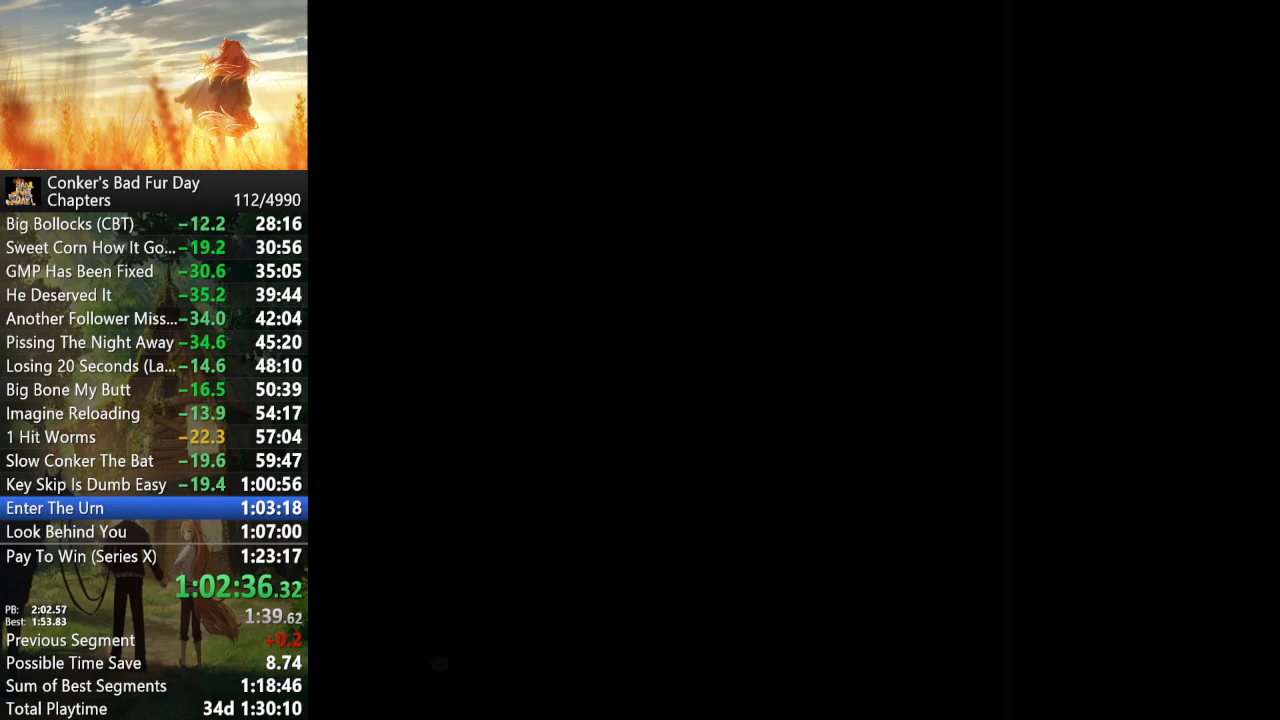 Conker's Bad Fur Day
Chapters 112/4990
Big Bollocks (CBT) −12.2 28:16
Sweet Corn How It Go... −19.2 30:56
GMP Has Been Fixed −30.6 35:05
He Deserved It −35.2 39:44
Another Follower Miss... −34.0 42:04
Pissing The Night Away −34.6 45:20
Losing 20 Seconds (La... −14.6 48:10
Big Bone My Butt −16.5 50:39
Imagine Reloading −13.9 54:17
1 Hit Worms −22.3 57:04
Slow Conker The Bat −19.6 59:47
Key Skip Is Dumb Easy −19.4 1:00:56
Enter The Urn 1:03:18
Look Behind You 1:07:00
Pay To Win (Series X) 1:23:17
1:02:36.32
PB: 2:02.57
Best: 1:53.83 1:39.62
Previous Segment +0.2
Possible Time Save 8.74
Sum of Best Segments 1:18:46
Total Playtime 34d 1:30:10